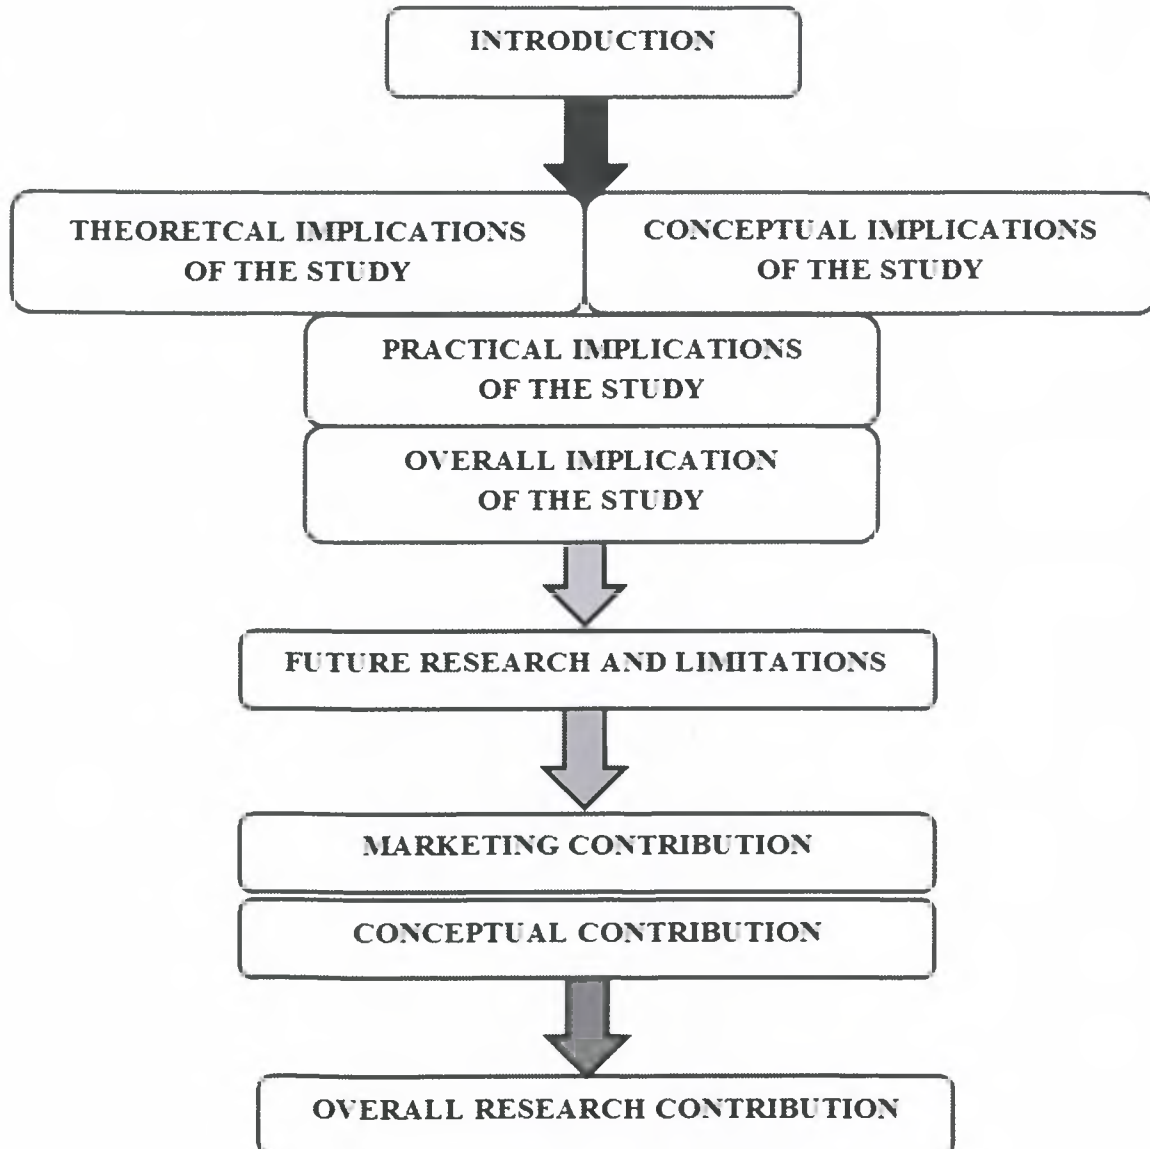 INTRODUCTION
THEORETCAL IMPLICATIONS
OF THE STUDY
CONCEPTUAL IMPLICATIONS
OF THE STUDY
PRACTICAL IMPLICATIONS
OF THE STUDY
OVERALL IMPLICATION
OF THE STUDY
FUTURE RESEARCH AND LIMITATIONS
MARKETING CONTRIBUTION
CONCEPTUAL CONTRIBUTION
OVERALL RESEARCH CONTRIBUTION